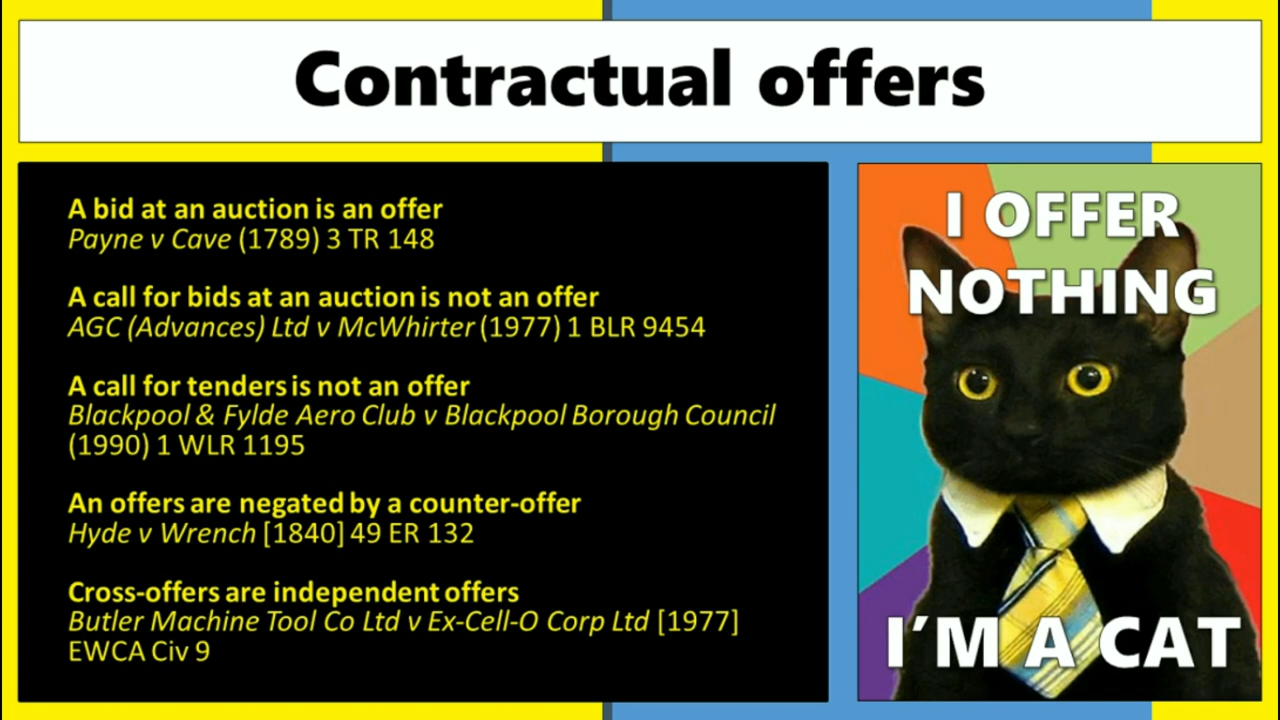 Contractual offers
A bid at an auction is an offer
Payne v Cave (1789) 3 TR 148
A call for bids at an auction is not an offer
AGC (Advances) Ltd v McWhirter (1977) 1 BLR 9454
A call for tenders is not an offer
Blackpool & Fylde Aero Club v Blackpool Borough Council
(1990) 1 WLR 1195
An offers are negated by a counter-offer
Hyde v Wrench [1840] 49 ER 132
Cross-offers are independent offers
Butler Machine Tool Co Ltd v Ex-Cell-O Corp Ltd [1977]
EWCA Civ 9
I OFFER
NOTHING
I'M A CAT